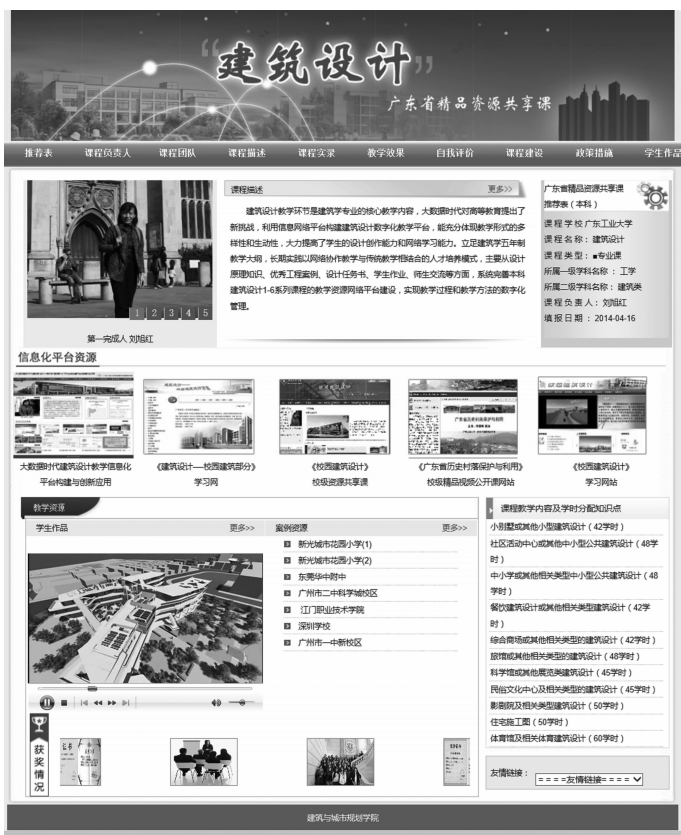 “建筑设计”
广东省精品资源共享课
推荐表 课程负责人 课程团队 课程描述 课程实录 教学效果 自我评价 课程建设 政策措施 学生作品
课程描述 更多>>
建筑设计教学环节是建筑学专业的核心教学内容，大数据时代对高等教育提出了
新挑战，利用信息网络平台构建建筑设计数字化教学平台，能充分体现教学形式的多
样性和生动性，大力提高了学生的设计创作能力和网络学习能力。立足建筑学五年制
教学大纲，长期实践以网络协作教学与传统教学相结合的人才培养模式，主要从设计
原理知识、优秀工程案例、设计任务书、学生作业、师生交流等方面，系统完善本科
建筑设计1-6系列课程的教学资源网络平台建设，实现教学过程和教学方法的数字化
管理。
1 2 3 4 5
第一完成人 刘旭红
广东省精品资源共享课
推荐表（本科）
课程学校广东工业大学
课程名称：建筑设计
课程类型：■专业课
所属一级学科名称：工学
所属二级学科名称：建筑类
课程负责人：刘旭红
填报日期：2014-04-16
信息化平台资源
大数据时代建筑设计教学信息化
平台构建与创新应用
《建筑设计——校园建筑部分》
学习网
《校园建筑设计》
校级资源共享课
《广东省历史村落保护与利用》
校级精品视频公开课网站
《校园建筑设计》
学习网站
教学资源
学生作品 更多>>
案例资源 更多>>
新光城市花园小学(1)
新光城市花园小学(2)
东莞华中附中
广州市二中科学城校区
江门职业技术学院
深圳学校
广州市一中新校区
获奖情况
课程教学内容及学时分配知识点
小别墅或其他小型建筑设计（42学时）
社区活动中心或其他中小型公共建筑设计（48学
时）
中小学或其他相关类型中小型公共建筑设计（48
学时）
餐饮建筑设计或其他相关类型建筑设计（42学
时）
综合商场或其他相关类型的建筑设计（42学时）
旅馆或其他相关类型的建筑设计（48学时）
科学馆或其他展览类建筑设计（45学时）
民俗文化中心及相关类型的建筑设计（45学时）
影剧院及相关类型建筑设计（50学时）
住宅施工图（50学时）
体育馆及相关体育建筑设计（60学时）
友情链接：
====友情链接====
建筑与城市规划学院